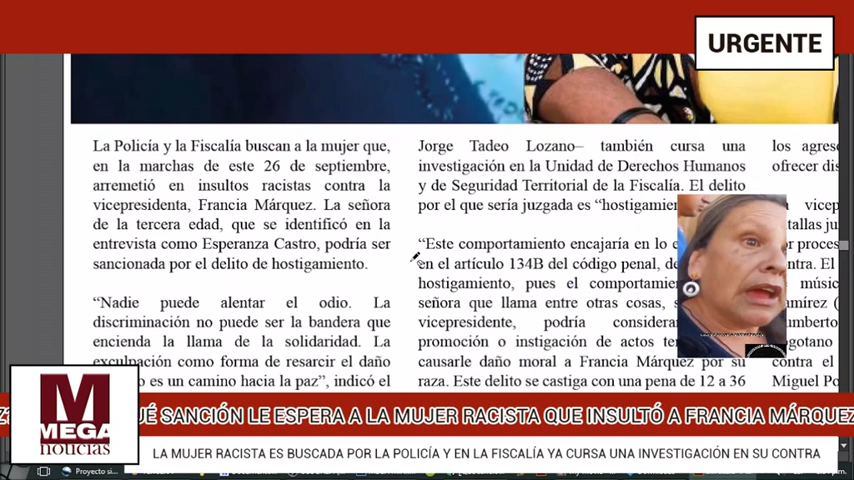 URGENTE
La Policía y la Fiscalía buscan a la mujer que,
en la marchas de este 26 de septiembre,
arremetió en insultos racistas contra la
vicepresidenta, Francia Márquez. La señora
de la tercera edad, que se identificó en la
entrevista como Esperanza Castro, podría ser
sancionada por el delito de hostigamiento.
“Nadie puede alentar el odio. La
discriminación no puede ser la bandera que
encienda la llama de la solidaridad. La
exculpación como forma de resarcir el daño
o es un camino hacia la paz”, indicó el
Jorge Tadeo Lozano– también cursa una
investigación en la Unidad de Derechos Humanos
y de Seguridad Territorial de la Fiscalía. El delito
por el que sería juzgada es “hostigamien
“Este comportamiento encajaría en lo e
en el artículo 134B del código penal, de
hostigamiento, pues el comportamie
señora que llama entre otras cosas, s
vicepresidente, podría considera
promoción o instigación de actos te
causarle daño moral a Francia Márquez por su
raza. Este delito se castiga con una pena de 12 a 36
los agres
ofrecer dis
vicep
tallas ju
or proces
ntra. El
músic
amírez (
umberto
ogotano
contra el
Miguel Po
MEGA
noticias
Z? QUÉ SANCIÓN LE ESPERA A LA MUJER RACISTA QUE INSULTÓ A FRANCIA MÁRQUEZ
LA MUJER RACISTA ES BUSCADA POR LA POLICÍA Y EN LA FISCALÍA YA CURSA UNA INVESTIGACIÓN EN SU CONTRA
Proyecto si...